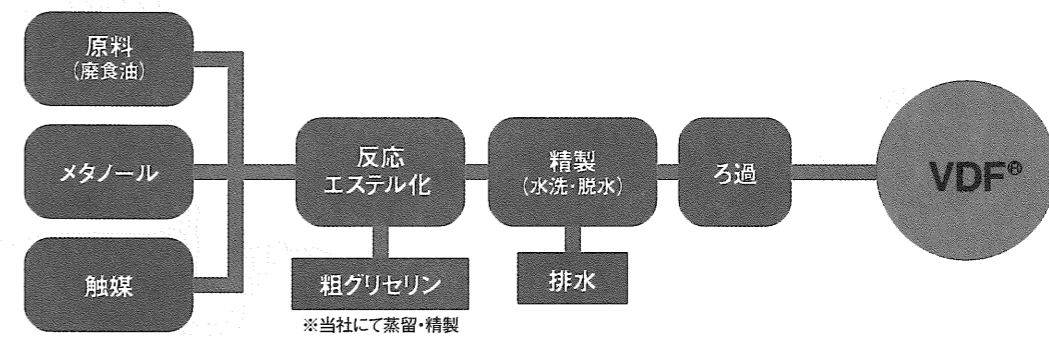 原料
(廃食油)
メタノール
触媒
反応
エステル化
粗グリセリン
※当社にて蒸留・精製
精製
(水洗・脱水)
排水
ろ過
VDF®